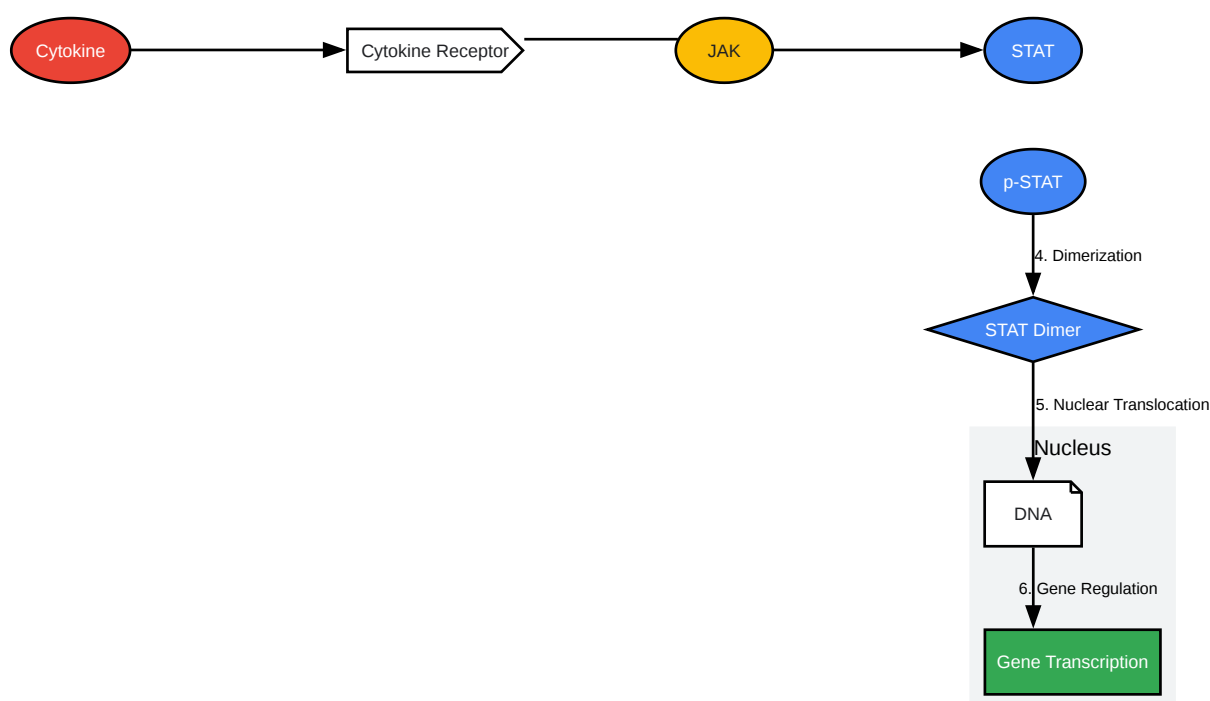 Cytokine
Cytokine Receptor
JAK
STAT
p-STAT
4. Dimerization
STAT Dimer
5. Nuclear Translocation
Nucleus
DNA
6. Gene Regulation
Gene Transcription